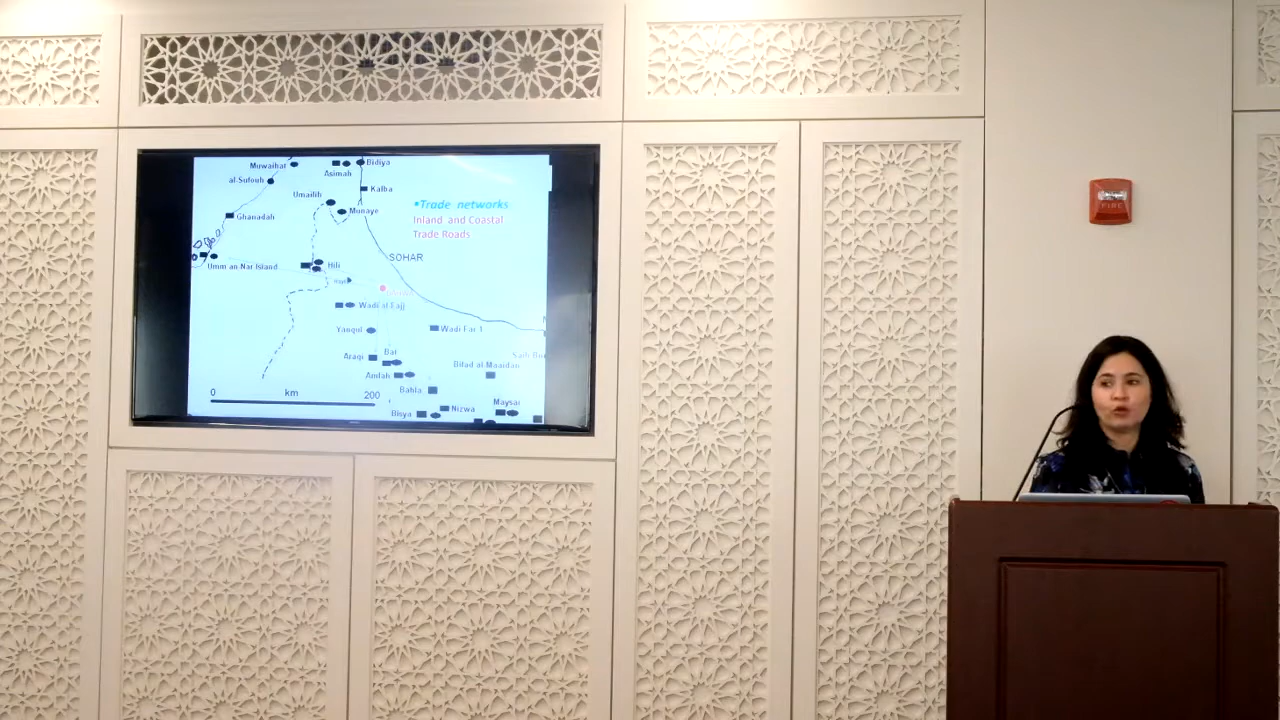 Muwaihat
Asimah
Bidiya
al-Sufouh
Kalba
Umailih
Munaye
▪Trade networks
Inland and Coastal
Trade Roads
Ghanadah
SOHAR
Umm an Nar Island
Hili
Wadi al Fajj
Yanqul
Wadi Far 1
Araqi
Bat
Bilad al-Maaidan
Amlah
Bahla
0 km 200
Bisya
Nizwa
Maysar
FIRE